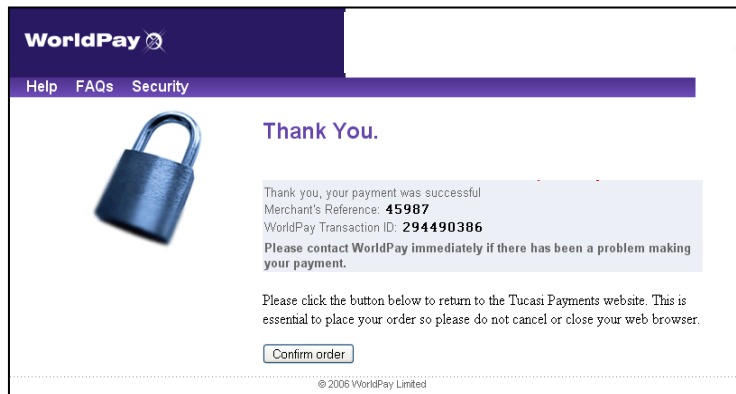 WorldPay
Help FAQs Security
Thank You.
Thank you, your payment was successful
Merchant's Reference: 45987
WorldPay Transaction ID: 294490386
Please contact WorldPay immediately if there has been a problem making
your payment.
Please click the button below to return to the Tucasi Payments website. This is
essential to place your order so please do not cancel or close your web browser.
Confirm order
© 2006 WorldPay Limited